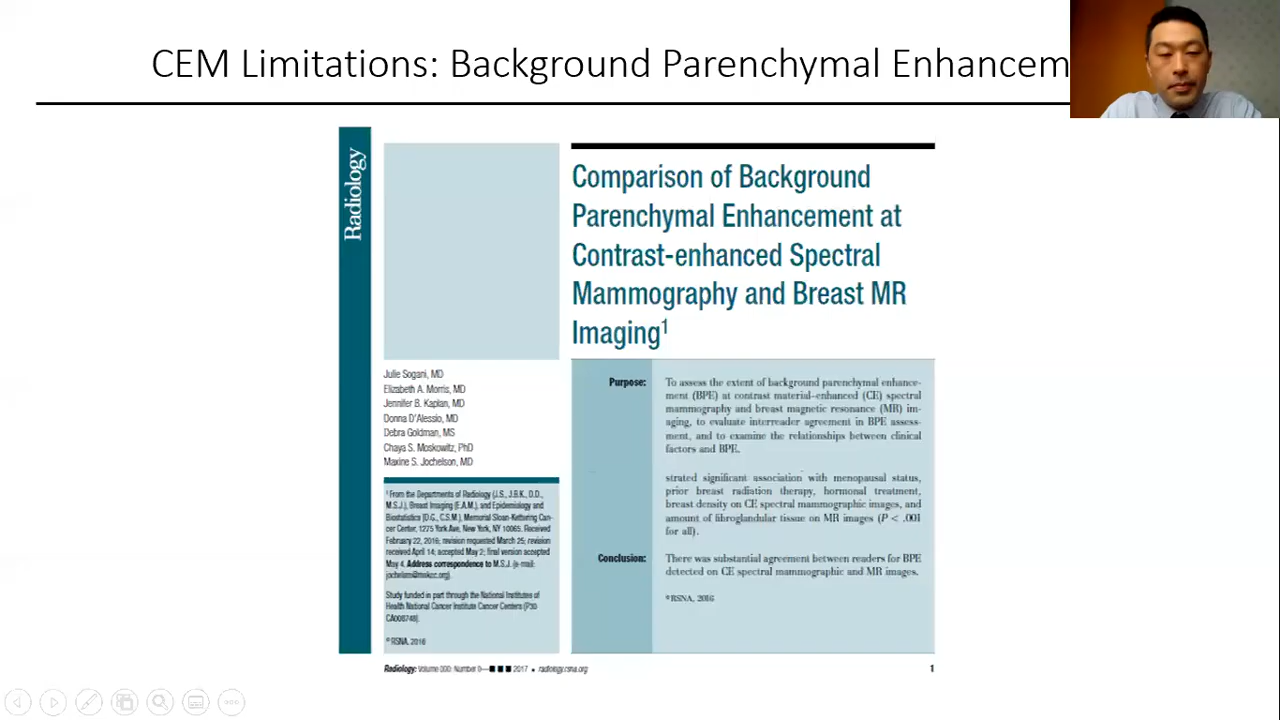 CEM Limitations: Background Parenchymal Enhancem
Radiology
Comparison of Background
Parenchymal Enhancement at
Contrast-enhanced Spectral
Mammography and Breast MR
Imaging¹
Julie Sogani, MD
Elizabeth A. Morris, MD
Jennifer B. Kaplan, MD
Donna D'Alessio, MD
Debra Goldman, MS
Chaya S. Moskowitz, PhD
Maxine S. Jochelson, MD
¹ From the Departments of Radiology (J.S., J.B.K., D.D.,
M.S.J.), Breast Imaging (E.A.M.), and Epidemiology and
Biostatistics (D.G., C.S.M.), Memorial Sloan-Kettering Can-
cer Center, 1275 York Ave, New York, NY 10065. Received
February 22, 2016; revision requested March 25; revision
received April 14; accepted May 2; final version accepted
May 4. Address correspondence to M.S.J. (e-mail:
jochelsm@mskcc.org).
Study funded in part through the National Institutes of
Health National Cancer Institute Cancer Centers (P30
CA008748).
© RSNA, 2016
Purpose:
To assess the extent of background parenchymal enhance-
ment (BPE) at contrast material–enhanced (CE) spectral
mammography and breast magnetic resonance (MR) im-
aging, to evaluate interreader agreement in BPE assess-
ment, and to examine the relationships between clinical
factors and BPE.
strated significant association with menopausal status,
prior breast radiation therapy, hormonal treatment,
breast density on CE spectral mammographic images, and
amount of fibroglandular tissue on MR images (P < .001
for all).
Conclusion:
There was substantial agreement between readers for BPE
detected on CE spectral mammographic and MR images.
© RSNA, 2016
Radiology: Volume 000: Number 0—■ ■ ■ 2017 • radiology.rsna.org
1